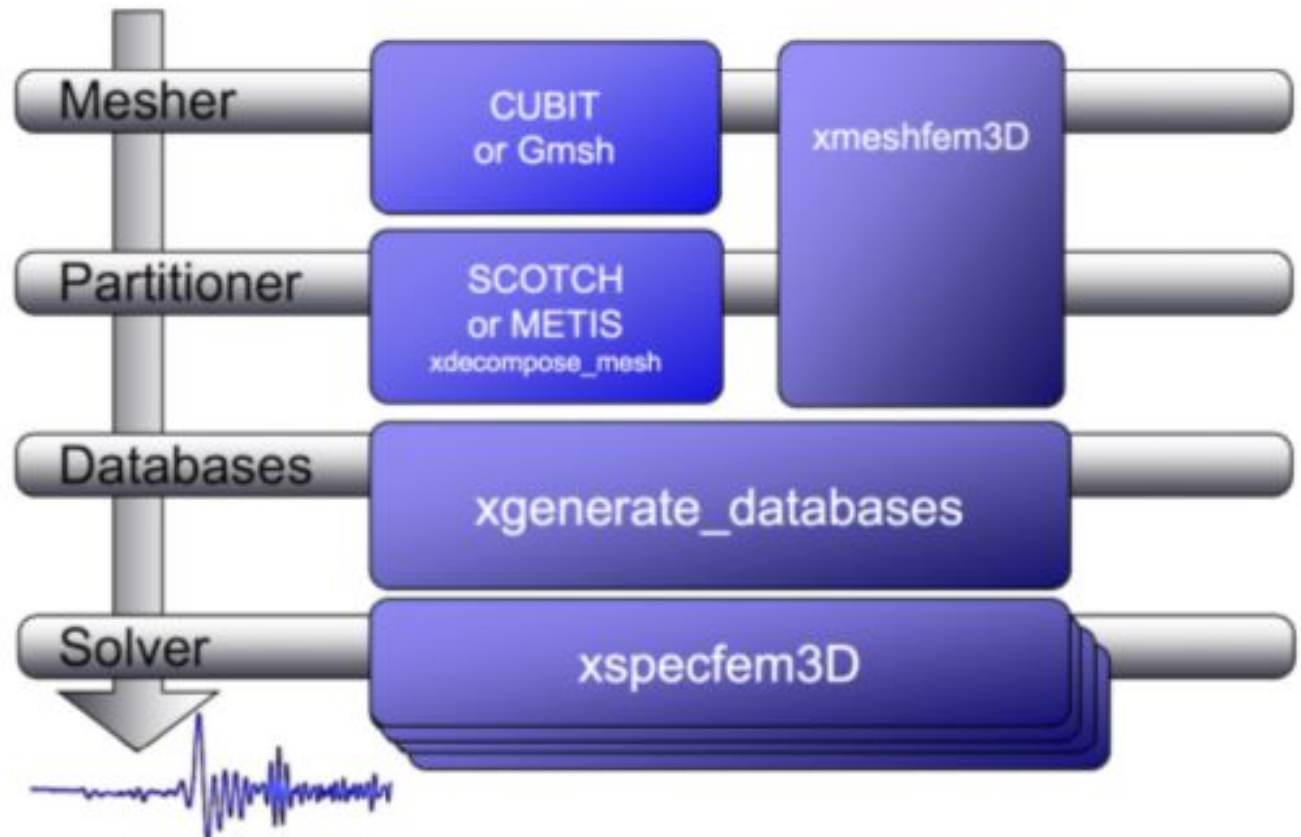 Mesher
CUBIT
or Gmsh
xmeshfem3D
Partitioner
SCOTCH
or METIS
xdecompose_mesh
Databases
xgenerate_databases
Solver
xspecfem3D